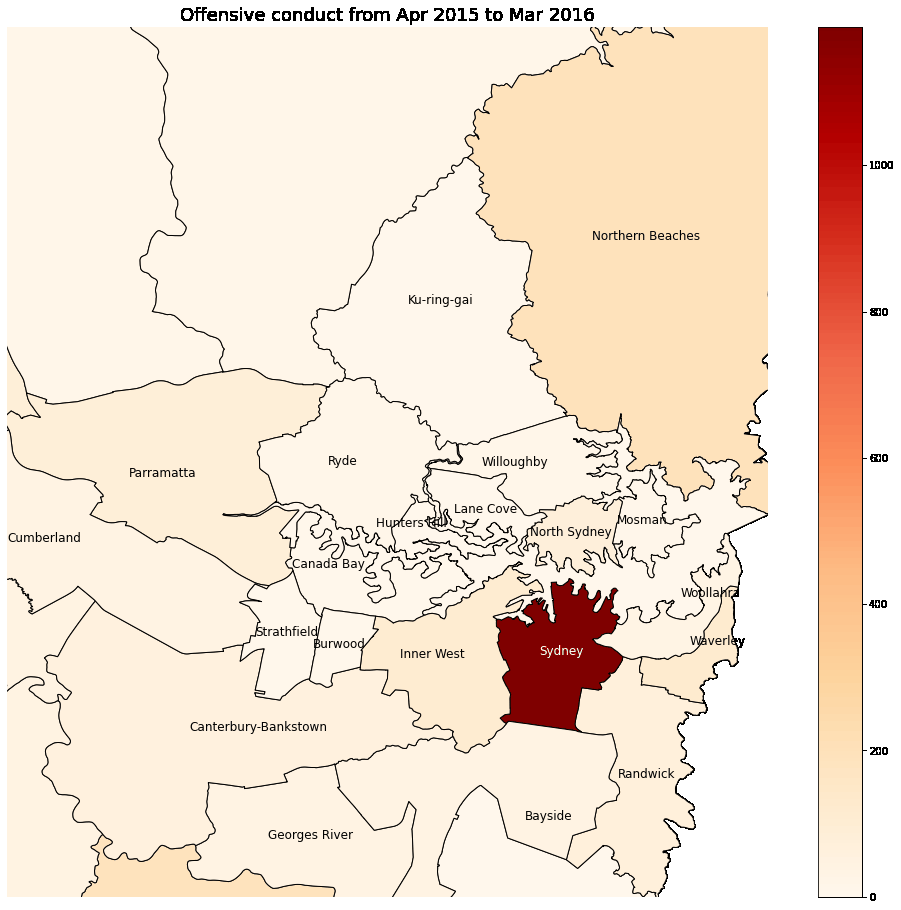 Offensive conduct from Apr 2015 to Mar 2016
1000
Northern Beaches
Ku-ring-gai
800
Ryde
Willoughby
600
Parramatta
Lane Cove
Hunters Hill
Mosman
North Sydney
Cumberland
Canada Bay
Woollahra
400
Strathfield
Burwood
Waverley
Inner West
Sydney
Canterbury-Bankstown
200
Randwick
Bayside
Georges River
0